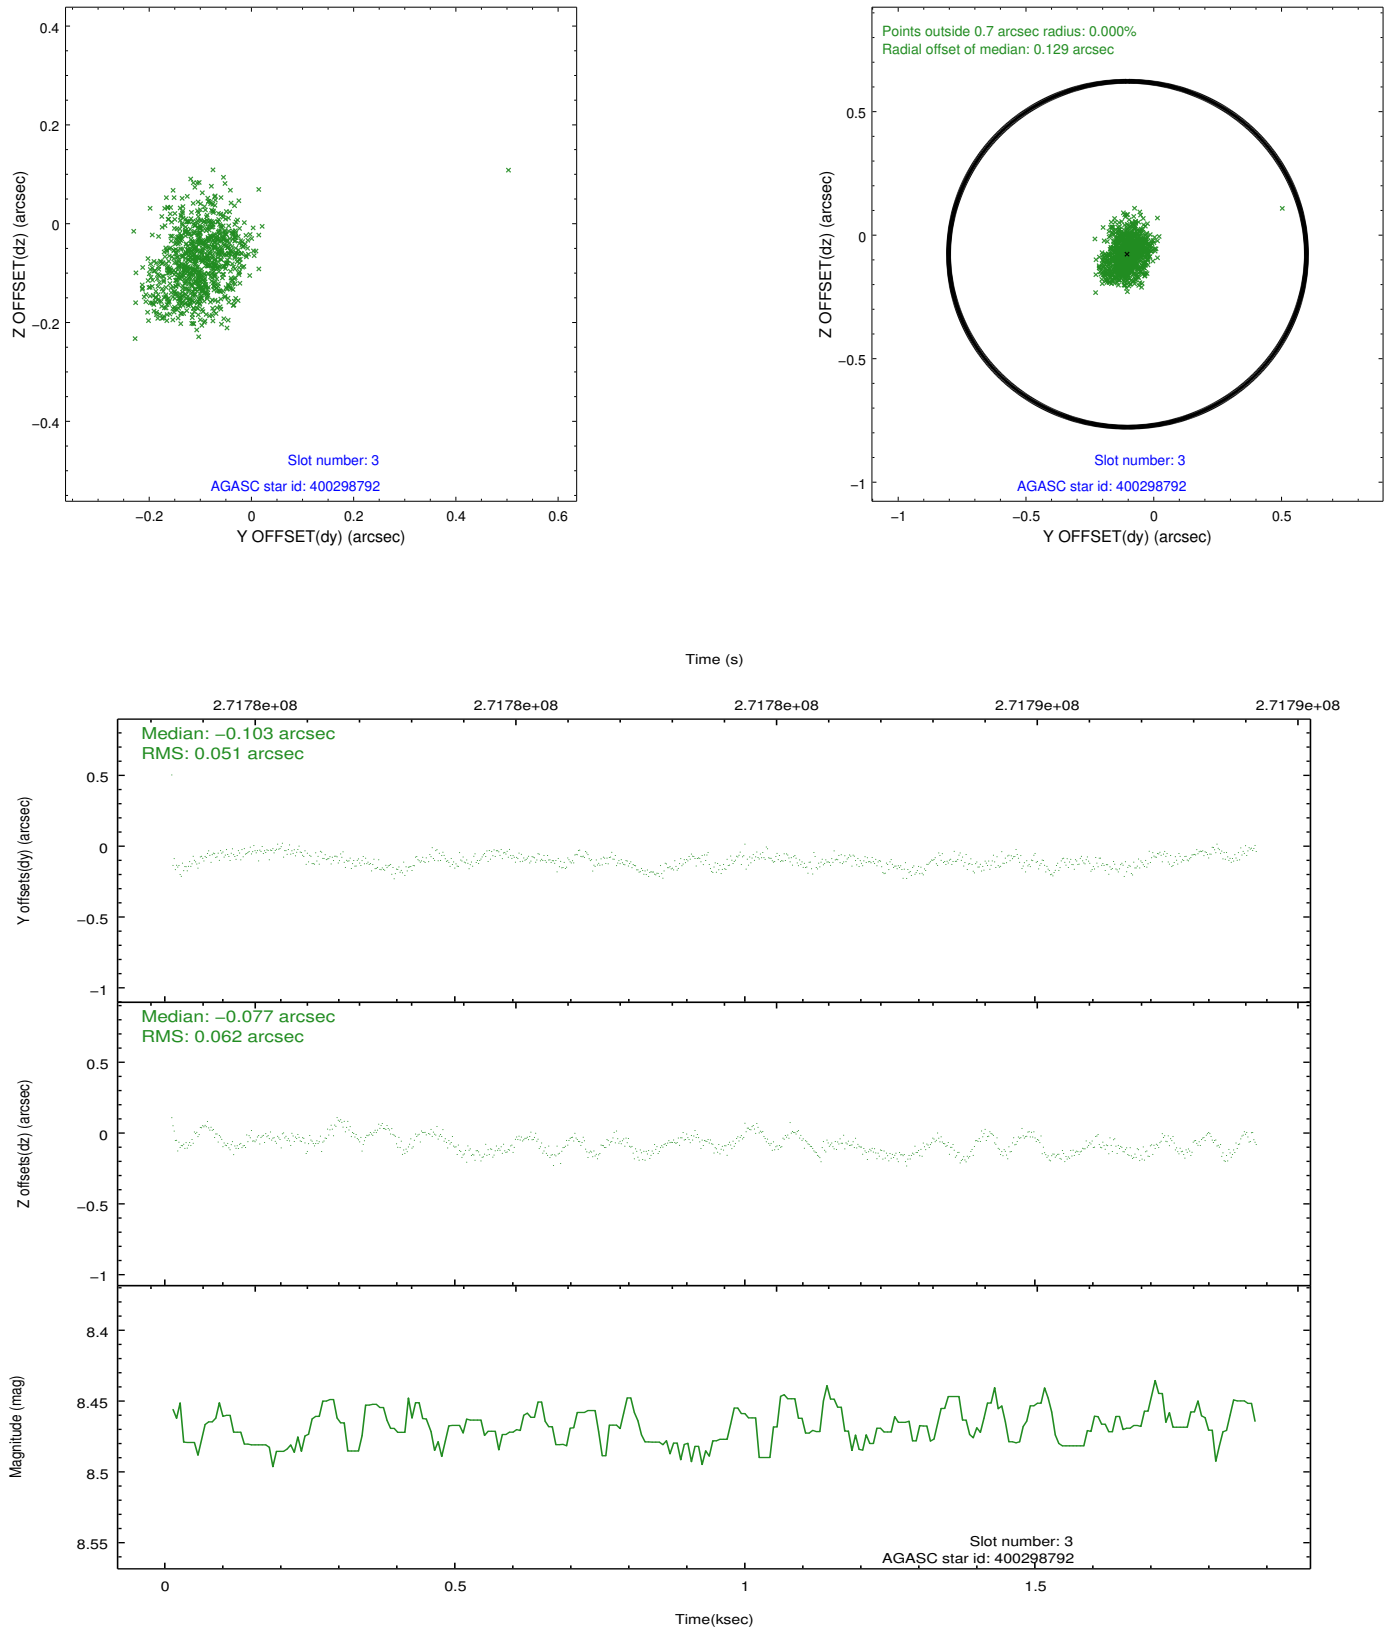 0.4
0.2
0
−0.2
−0.4
Z OFFSET(dz) (arcsec)
Slot number: 3
AGASC star id: 400298792
−0.2 0 0.2 0.4 0.6
Y OFFSET(dy) (arcsec)
Points outside 0.7 arcsec radius: 0.000%
Radial offset of median: 0.129 arcsec
0.5
0
−0.5
−1
Z OFFSET(dz) (arcsec)
Slot number: 3
AGASC star id: 400298792
−1 −0.5 0 0.5
Y OFFSET(dy) (arcsec)
Time (s)
2.7178e+08 2.7178e+08 2.7178e+08 2.7179e+08 2.7179e+08
Median: −0.103 arcsec
RMS: 0.051 arcsec
0.5
0
−0.5
−1
Y offsets(dy) (arcsec)
Median: −0.077 arcsec
RMS: 0.062 arcsec
0.5
0
−0.5
−1
Z offsets(dz) (arcsec)
8.4
8.45
8.5
8.55
Magnitude (mag)
Slot number: 3
AGASC star id: 400298792
0 0.5 1 1.5
Time(ksec)